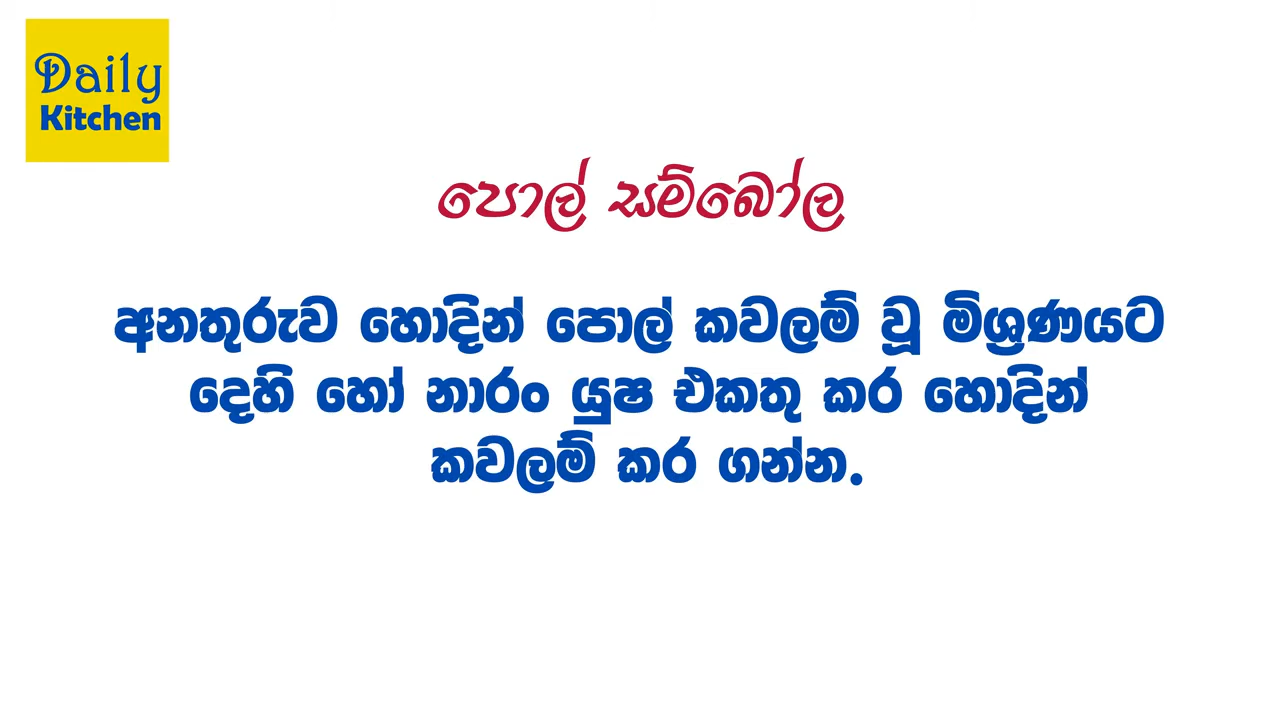 Daily
Kitchen
පොල් සම්බෝල
අනතුරුව හොදින් පොල් කවලම් වූ මිශ්‍රණයට
දෙහි හෝ නාරං යුෂ එකතු කර හොදින්
කවලම් කර ගන්න.